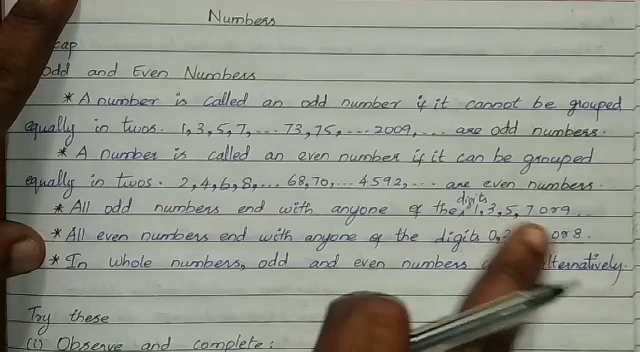 Numbers
cap
Odd and Even Numbers
* A number is called an odd number if it cannot be grouped
equally in twos. 1,3,5,7,... 73,75,....2009,... are odd numbers.
* A number is called an even number if it can be grouped
equally in twos. 2,4,6,8,... 68,70,... 4592,... are even numbers.
digits
* All odd numbers end with anyone of the 1,3,5,7 or 9..
* All even numbers end with anyone of the digits 0,2 or 8.
* In whole numbers, odd and even numbers alternatively.
Try these
(i) Observe and complete: